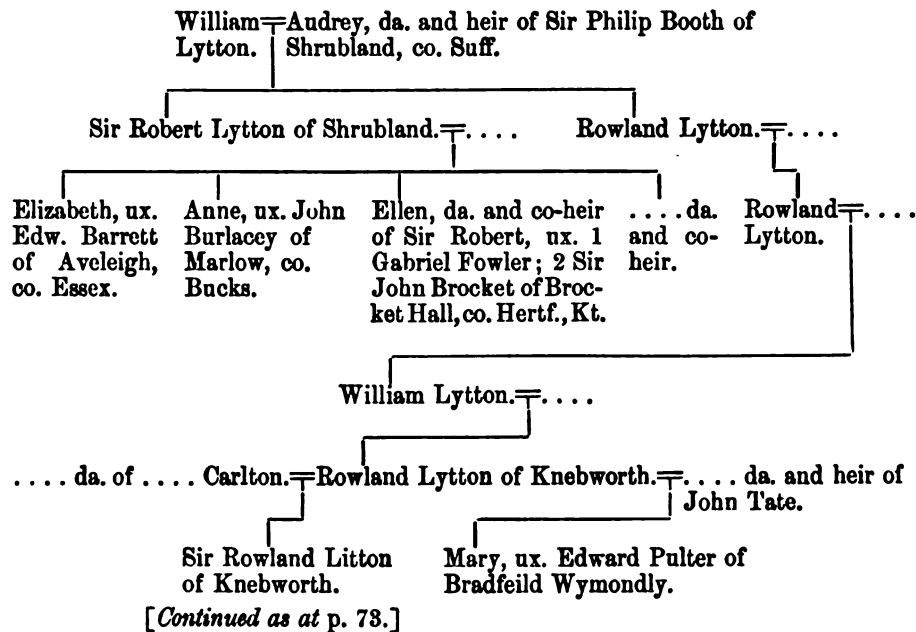 William=Audrey, da. and heir of Sir Philip Booth of
Lytton. Shrubland, co. Suff.
Sir Robert Lytton of Shrubland.=.... Rowland Lytton.=....
Elizabeth, ux.
Edw. Barrett
of Aveleigh,
co. Essex.
Anne, ux. John
Burlacey of
Marlow, co.
Bucks.
Ellen, da. and co-heir
of Sir Robert, ux. 1
Gabriel Fowler; 2 Sir
John Brocket of Broc-
ket Hall, co. Hertf., Kt.
....da.
and co-
heir.
Rowland=....
Lytton.
William Lytton.=....
.... da. of .... Carlton.=Rowland Lytton of Knebworth.=.... da. and heir of
John Tate.
Sir Rowland Litton
of Knebworth.
[Continued as at p. 73.]
Mary, ux. Edward Pulter of
Bradfeild Wymondly.